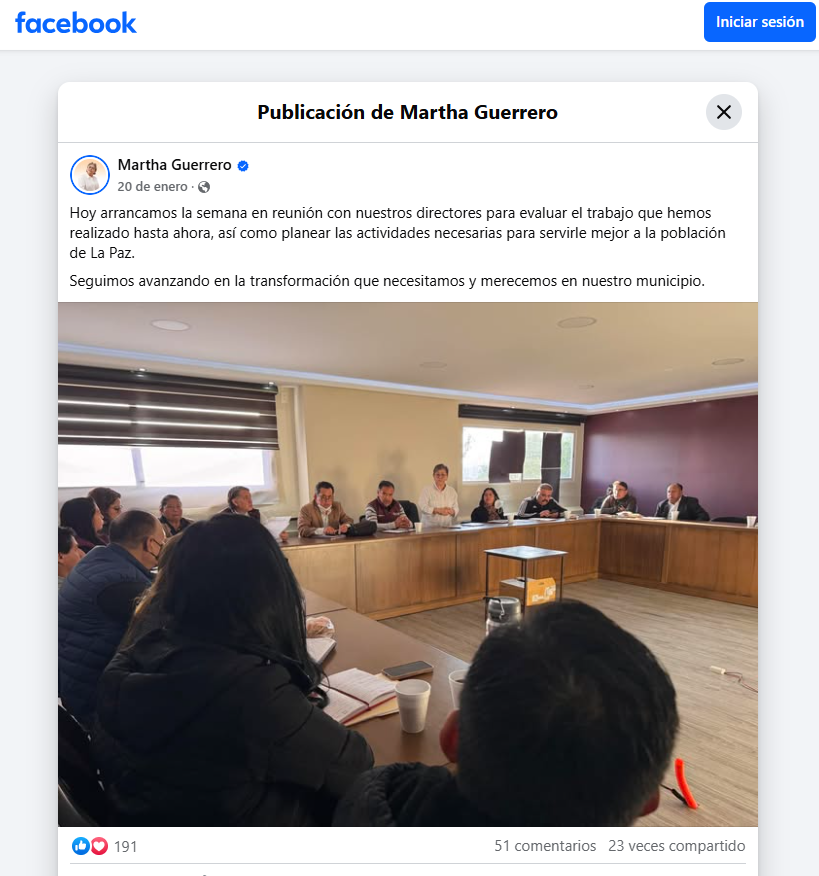 facebook
Iniciar sesión
Publicación de Martha Guerrero
Martha Guerrero
20 de enero ·
Hoy arrancamos la semana en reunión con nuestros directores para evaluar el trabajo que hemos
realizado hasta ahora, así como planear las actividades necesarias para servirle mejor a la población
de La Paz.
Seguimos avanzando en la transformación que necesitamos y merecemos en nuestro municipio.
191
51 comentarios
23 veces compartido